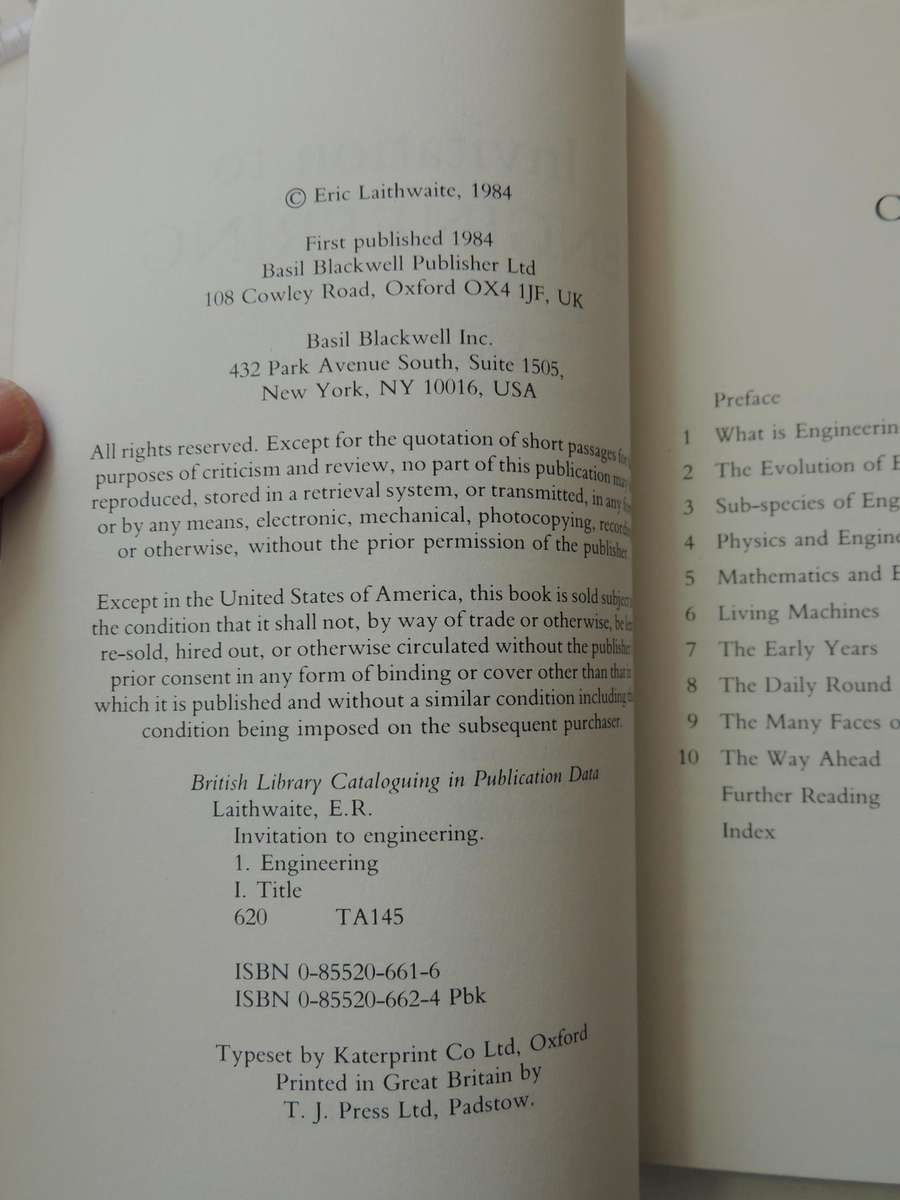 © Eric Laithwaite, 1984
First published 1984
Basil Blackwell Publisher Ltd
108 Cowley Road, Oxford OX4 1JF, UK
Basil Blackwell Inc.
432 Park Avenue South, Suite 1505,
New York, NY 10016, USA
All rights reserved. Except for the quotation of short passages for
purposes of criticism and review, no part of this publication may
reproduced, stored in a retrieval system, or transmitted, in any
or by any means, electronic, mechanical, photocopying,
or otherwise, without the prior permission of the publisher.
Except in the United States of America, this book is sold subject
the condition that it shall not, by way of trade or otherwise, be
re-sold, hired out, or otherwise circulated without the
prior consent in any form of binding or cover other than that in
which it is published and without a similar condition including
condition being imposed on the subsequent purchaser.
British Library Cataloguing in Publication Data
Laithwaite, E.R.
Invitation to engineering.
1. Engineering
I. Title
620 TA145
ISBN 0-85520-661-6
ISBN 0-85520-662-4 Pbk
Typeset by Katerprint Co Ltd, Oxford
Printed in Great Britain by
T. J. Press Ltd, Padstow.
C
Preface
1 What is Engineerin
2 The Evolution of E
3 Sub-species of Eng
4 Physics and Engine
5 Mathematics and E
6 Living Machines
7 The Early Years
8 The Daily Round
9 The Many Faces o
10 The Way Ahead
Further Reading
Index